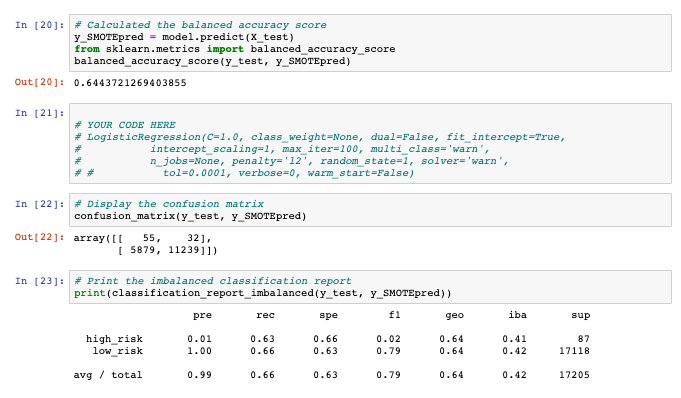 In [20]: # Calculated the balanced accuracy score
y_SMOTEpred = model.predict(X_test)
from sklearn.metrics import balanced_accuracy_score
balanced_accuracy_score(y_test, y_SMOTEpred)
Out[20]: 0.6443721269403855
In [21]:
# YOUR CODE HERE
# LogisticRegression(C=1.0, class_weight=None, dual=False, fit_intercept=True,
#          intercept_scaling=1, max_iter=100, multi_class='warn',
#          n_jobs=None, penalty='l2', random_state=1, solver='warn',
# #          tol=0.0001, verbose=0, warm_start=False)
In [22]: # Display the confusion matrix
confusion_matrix(y_test, y_SMOTEpred)
Out[22]: array([[   55,    32],
       [ 5879, 11239]])
In [23]: # Print the imbalanced classification report
print(classification_report_imbalanced(y_test, y_SMOTEpred))
pre rec spe f1 geo iba sup
high_risk 0.01 0.63 0.66 0.02 0.64 0.41 87
low_risk 1.00 0.66 0.63 0.79 0.64 0.42 17118
avg / total 0.99 0.66 0.63 0.79 0.64 0.42 17205